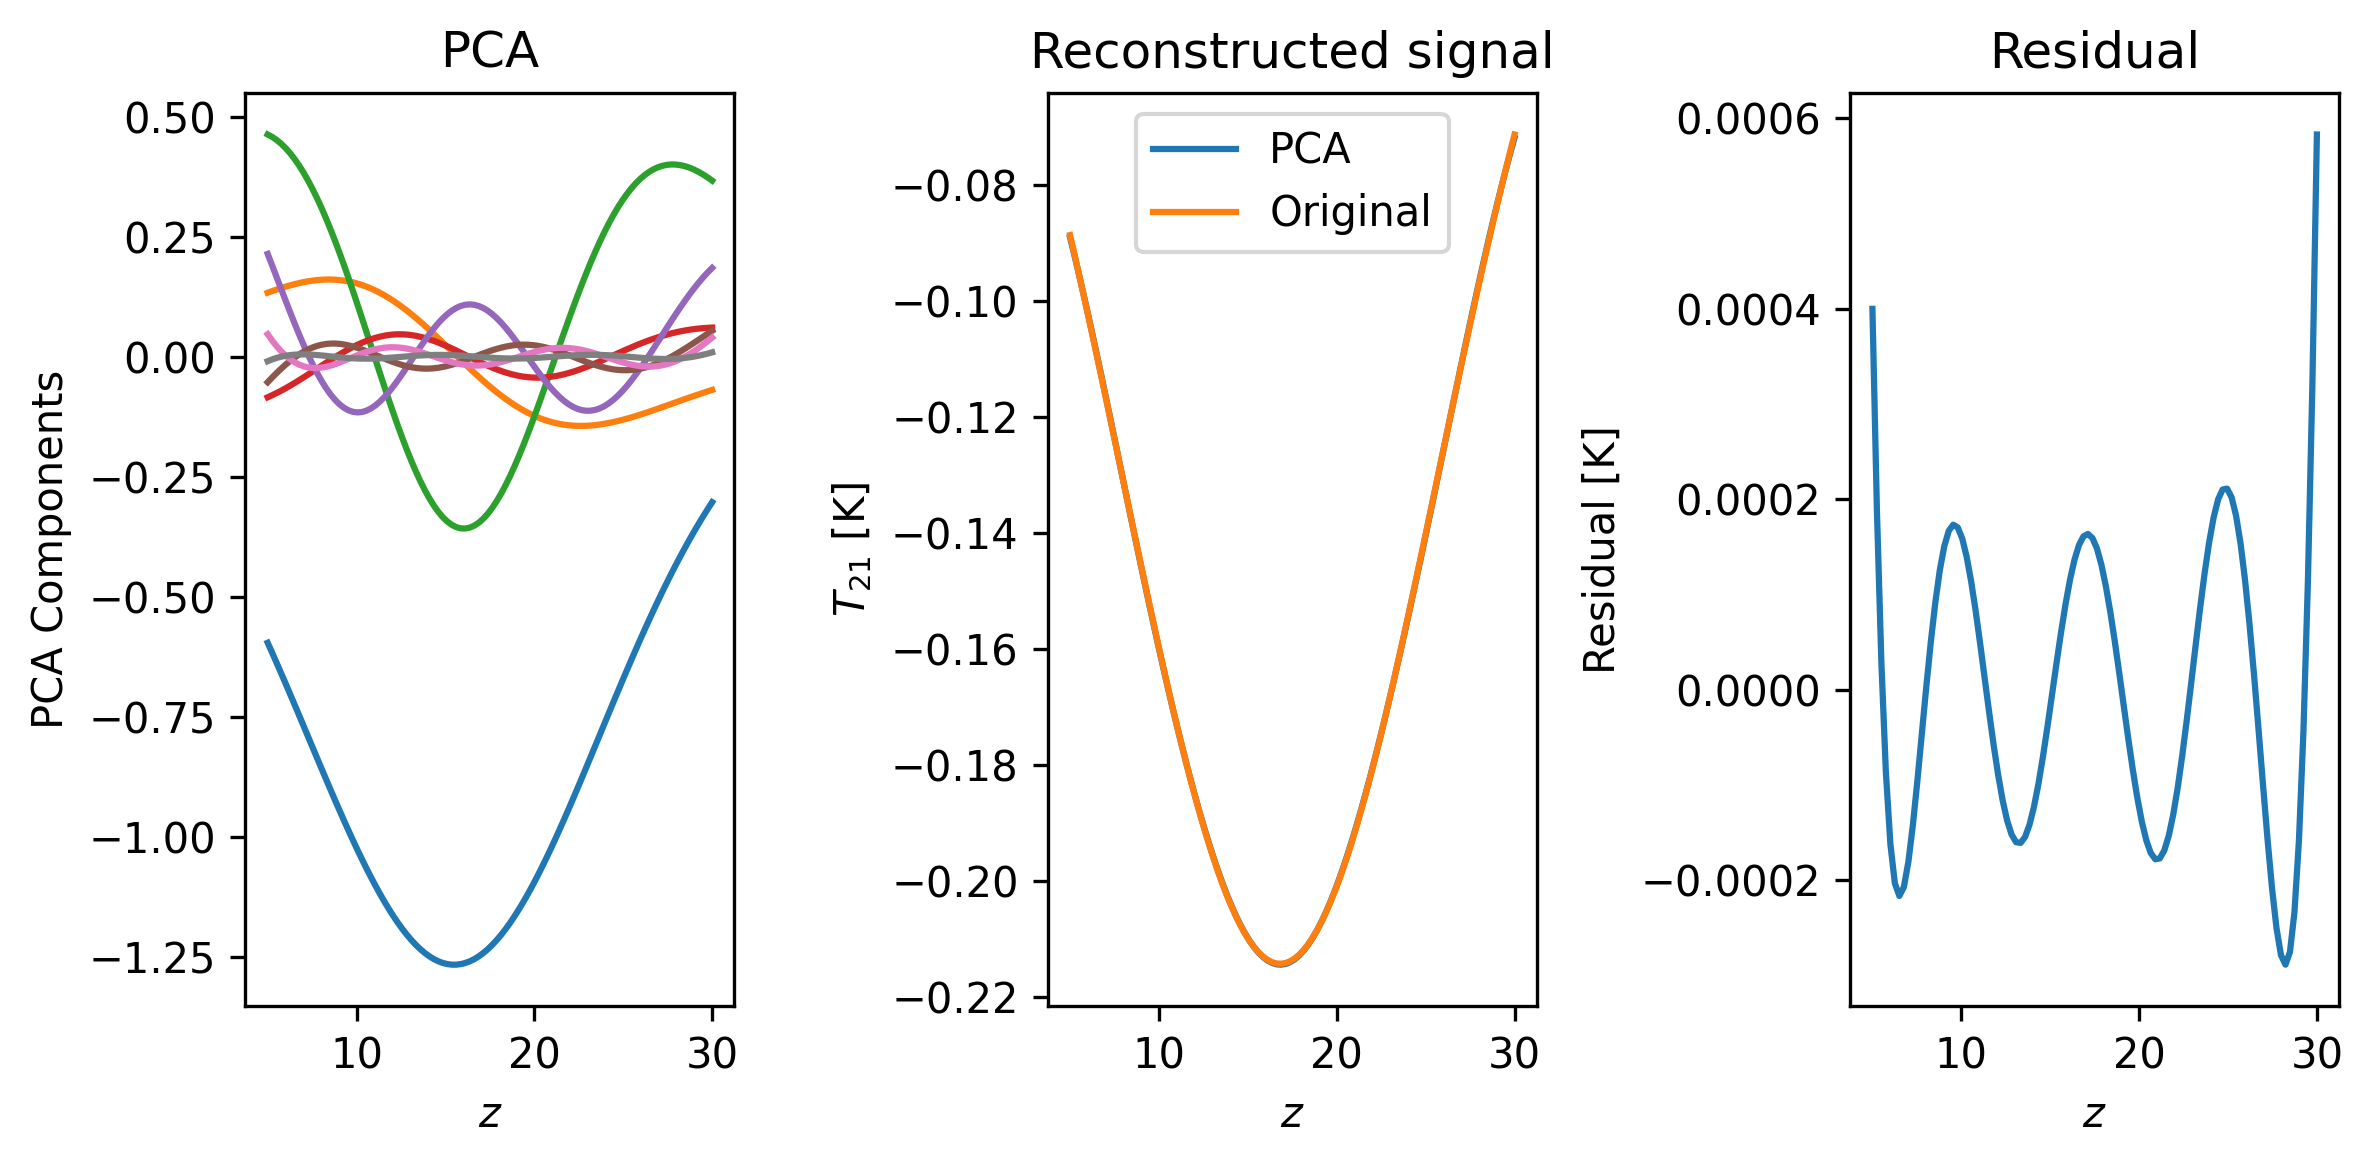 PCA
0.50
0.25
0.00
−0.25
−0.50
−0.75
−1.00
−1.25
PCA Components
10 20 30
z
Reconstructed signal
PCA
Original
−0.08
−0.10
−0.12
−0.14
−0.16
−0.18
−0.20
−0.22
T₂₁ [K]
10 20 30
z
Residual
0.0006
0.0004
0.0002
0.0000
−0.0002
Residual [K]
10 20 30
z